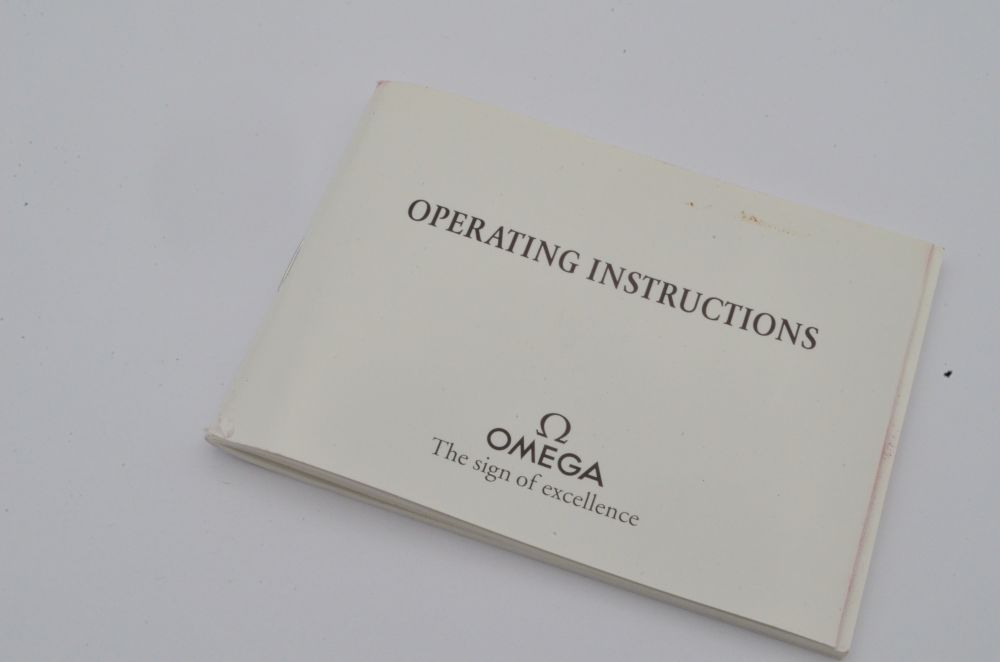 OPERATING INSTRUCTIONS
Ω
OMEGA
The sign of excellence